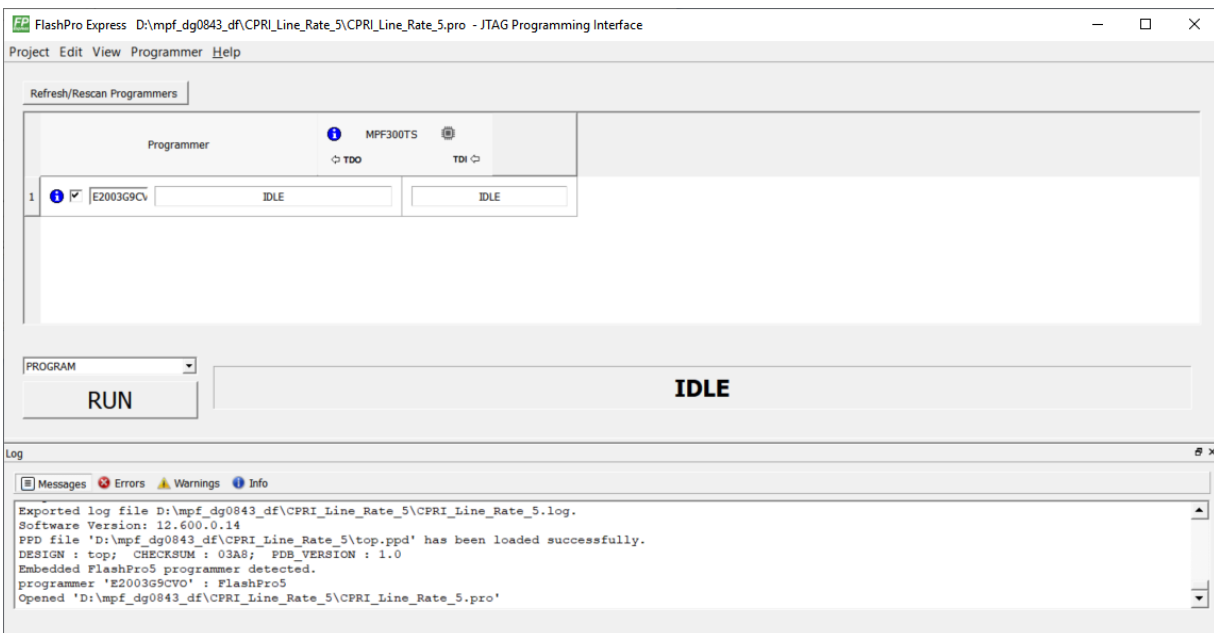 FP FlashPro Express D:\mpf_dg0843_df\CPRI_Line_Rate_5\CPRI_Line_Rate_5.pro - JTAG Programming Interface
Project Edit View Programmer Help
Refresh/Rescan Programmers
Programmer
MPF300TS
TDO TDI
1 E2003G9CV IDLE IDLE
PROGRAM
RUN
IDLE
Log
Messages Errors Warnings Info
Exported log file D:\mpf_dg0843_df\CPRI_Line_Rate_5\CPRI_Line_Rate_5.log.
Software Version: 12.600.0.14
PPD file 'D:\mpf_dg0843_df\CPRI_Line_Rate_5\top.ppd' has been loaded successfully.
DESIGN : top; CHECKSUM : 03A8; PDB_VERSION : 1.0
Embedded FlashPro5 programmer detected.
programmer 'E2003G9CVO' : FlashPro5
Opened 'D:\mpf_dg0843_df\CPRI_Line_Rate_5\CPRI_Line_Rate_5.pro'